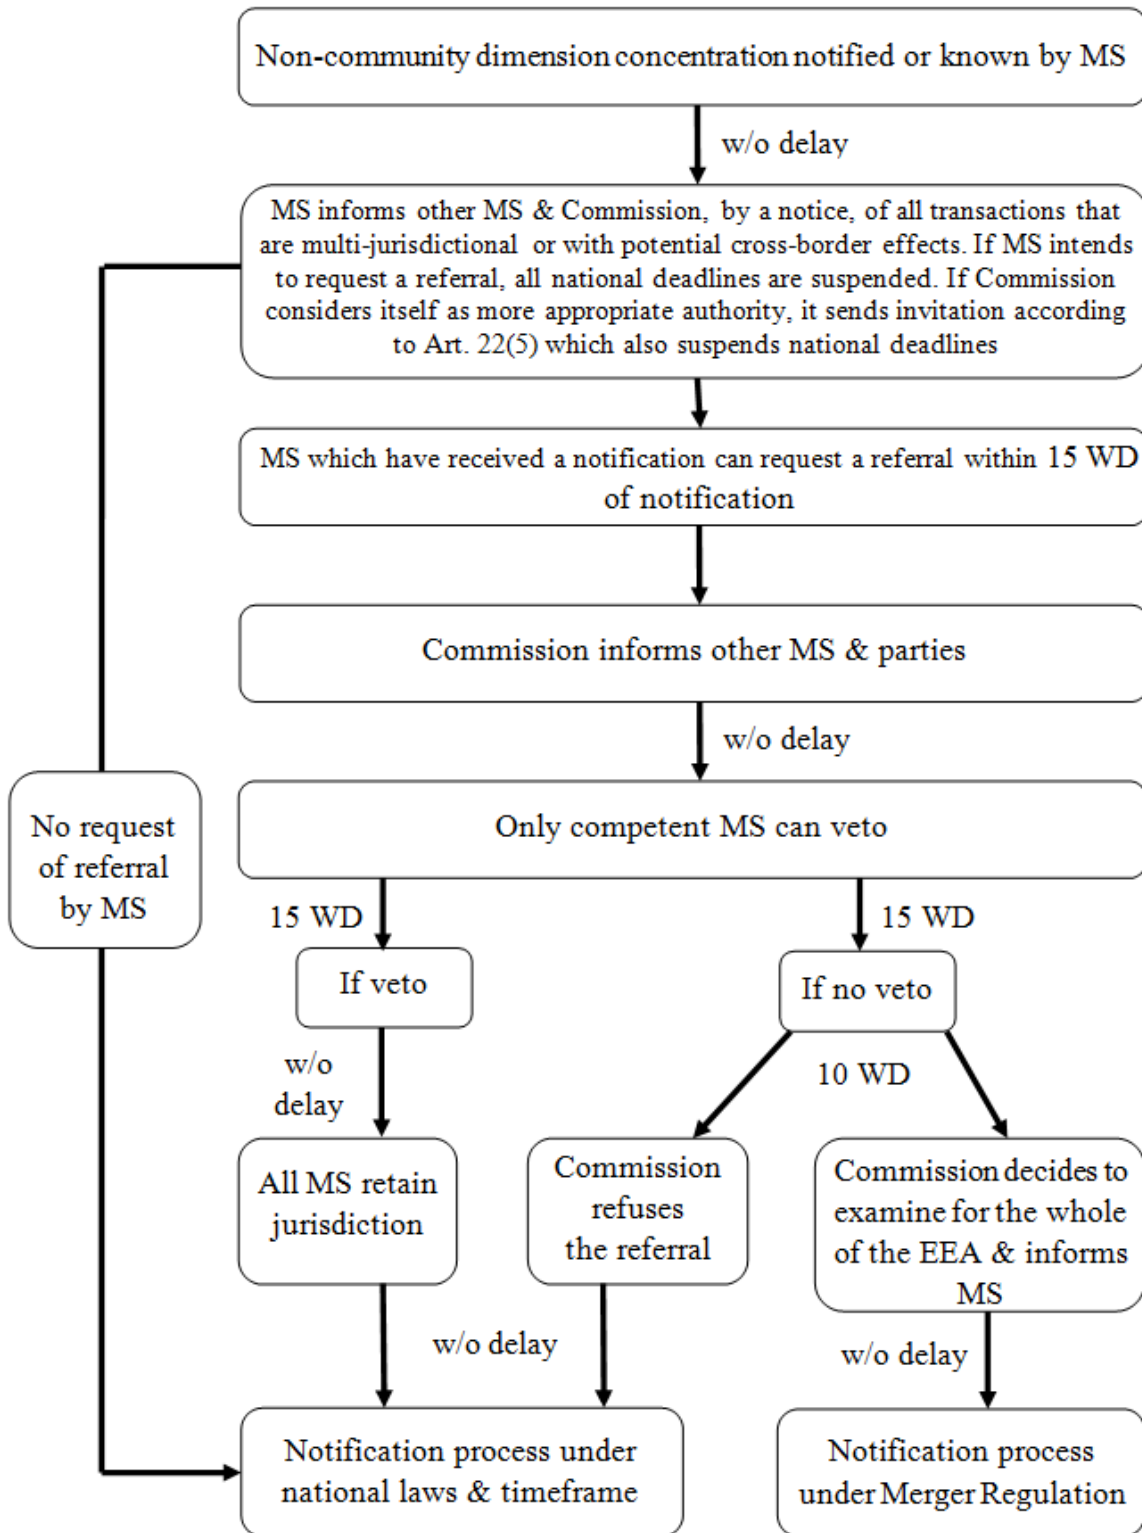 Non-community dimension concentration notified or known by MS
w/o delay
MS informs other MS & Commission, by a notice, of all transactions that
are multi-jurisdictional or with potential cross-border effects. If MS intends
to request a referral, all national deadlines are suspended. If Commission
considers itself as more appropriate authority, it sends invitation according
to Art. 22(5) which also suspends national deadlines
MS which have received a notification can request a referral within 15 WD
of notification
Commission informs other MS & parties
w/o delay
No request
of referral
by MS
Only competent MS can veto
15 WD
15 WD
If veto
If no veto
w/o
delay
10 WD
All MS retain
jurisdiction
Commission
refuses
the referral
Commission decides to
examine for the whole
of the EEA & informs
MS
w/o delay
w/o delay
Notification process under
national laws & timeframe
Notification process
under Merger Regulation